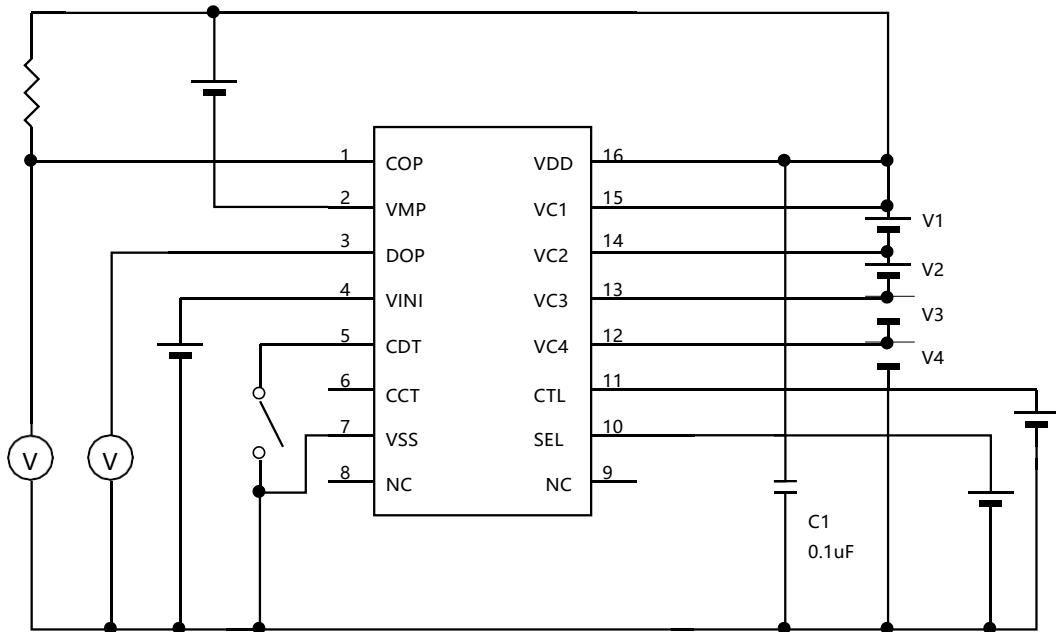 1 COP VDD 16
2 VMP VC1 15
3 DOP VC2 14
4 VINI VC3 13
5 CDT VC4 12
6 CCT CTL 11
7 VSS SEL 10
8 NC NC 9
V1
V2
V3
V4
V
V
C1
0.1uF